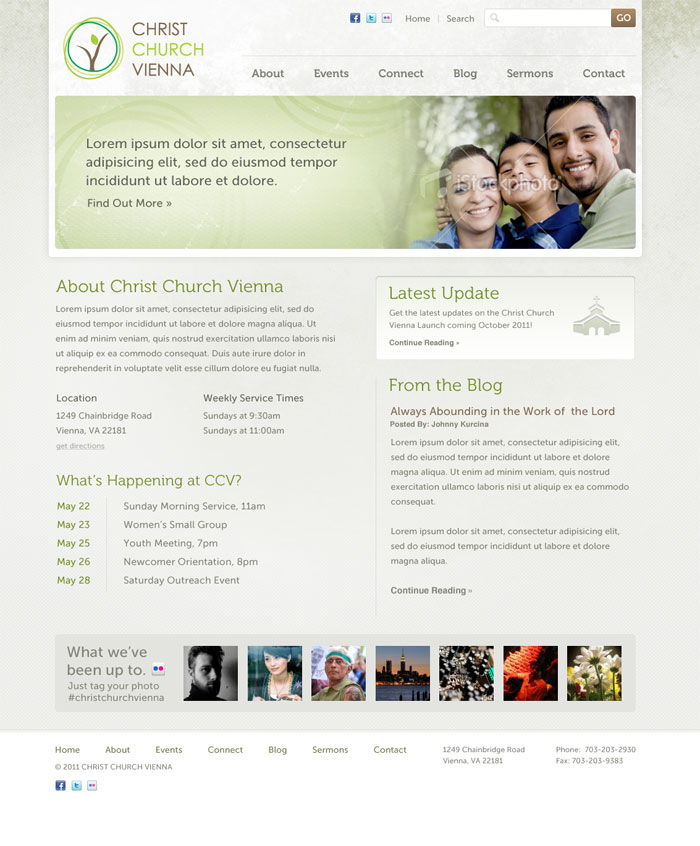 CHRIST
CHURCH
VIENNA
Home | Search
GO
About Events Connect Blog Sermons Contact
Lorem ipsum dolor sit amet, consectetur
adipisicing elit, sed do eiusmod tempor
incididunt ut labore et dolore.
Find Out More »
iStockphoto
About Christ Church Vienna
Lorem ipsum dolor sit amet, consectetur adipisicing elit, sed do
eiusmod tempor incididunt ut labore et dolore magna aliqua. Ut
enim ad minim veniam, quis nostrud exercitation ullamco laboris nisi
ut aliquip ex ea commodo consequat. Duis aute irure dolor in
reprehenderit in voluptate velit esse cillum dolore eu fugiat nulla.
Location
1249 Chainbridge Road
Vienna, VA 22181
get directions
Weekly Service Times
Sundays at 9:30am
Sundays at 11:00am
What's Happening at CCV?
May 22 Sunday Morning Service, 11am
May 23 Women's Small Group
May 25 Youth Meeting, 7pm
May 26 Newcomer Orientation, 8pm
May 28 Saturday Outreach Event
Latest Update
Get the latest updates on the Christ Church
Vienna Launch coming October 2011!
Continue Reading »
From the Blog
Always Abounding in the Work of the Lord
Posted By: Johnny Kurcina
Lorem ipsum dolor sit amet, consectetur adipisicing elit,
sed do eiusmod tempor incididunt ut labore et dolore
magna aliqua. Ut enim ad minim veniam, quis nostrud
exercitation ullamco laboris nisi ut aliquip ex ea commodo
consequat.
Lorem ipsum dolor sit amet, consectetur adipisicing elit,
sed do eiusmod tempor incididunt ut labore et dolore
magna aliqua.
Continue Reading »
What we've
been up to.
Just tag your photo
#christchurchvienna
Home About Events Connect Blog Sermons Contact
© 2011 CHRIST CHURCH VIENNA
1249 Chainbridge Road
Vienna, VA 22181
Phone: 703-203-2930
Fax: 703-203-9383